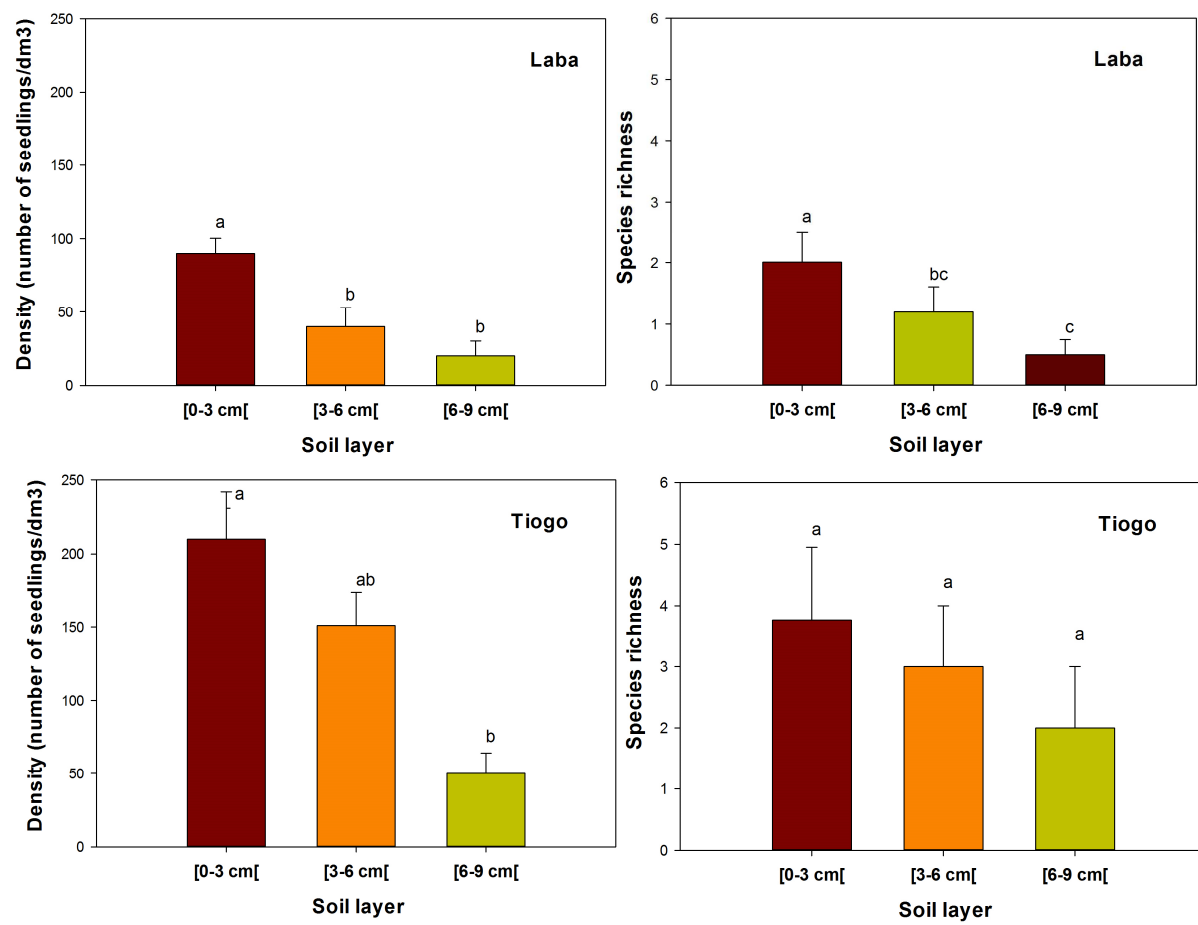 Density (number of seedlings/dm3)
250
200
150
100
50
0
Laba
a
b
b
[0-3 cm[ [3-6 cm[ [6-9 cm[
Soil layer
Species richness
6
5
4
3
2
1
0
Laba
a
bc
c
[0-3 cm[ [3-6 cm[ [6-9 cm[
Soil layer
Density (number of seedlings/dm3)
250
200
150
100
50
0
Tiogo
a
ab
b
[0-3 cm[ [3-6 cm[ [6-9 cm[
Soil layer
Species richness
6
5
4
3
2
1
0
Tiogo
a
a
a
[0-3 cm[ [3-6 cm[ [6-9 cm[
Soil layer